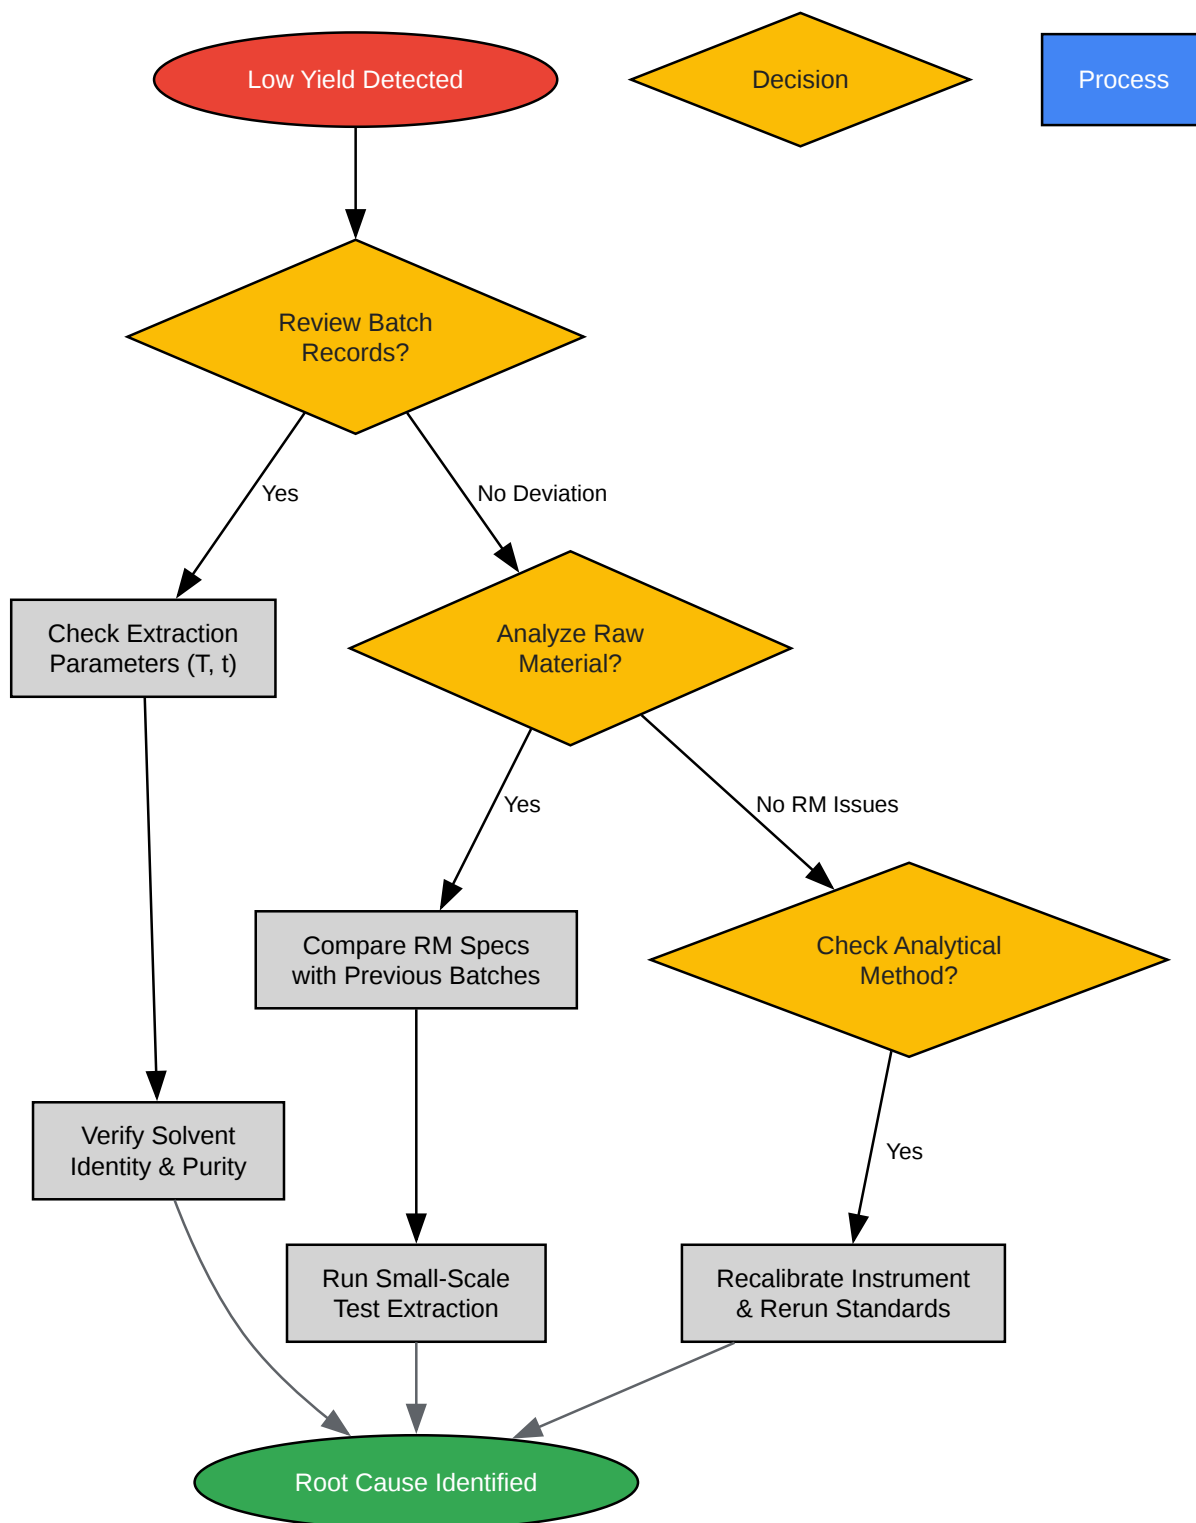 Low Yield Detected
Decision
Process
Review Batch
Records?
Yes
No Deviation
Check Extraction
Parameters (T, t)
Analyze Raw
Material?
Yes
No RM Issues
Compare RM Specs
with Previous Batches
Check Analytical
Method?
Verify Solvent
Identity & Purity
Yes
Run Small-Scale
Test Extraction
Recalibrate Instrument
& Rerun Standards
Root Cause Identified